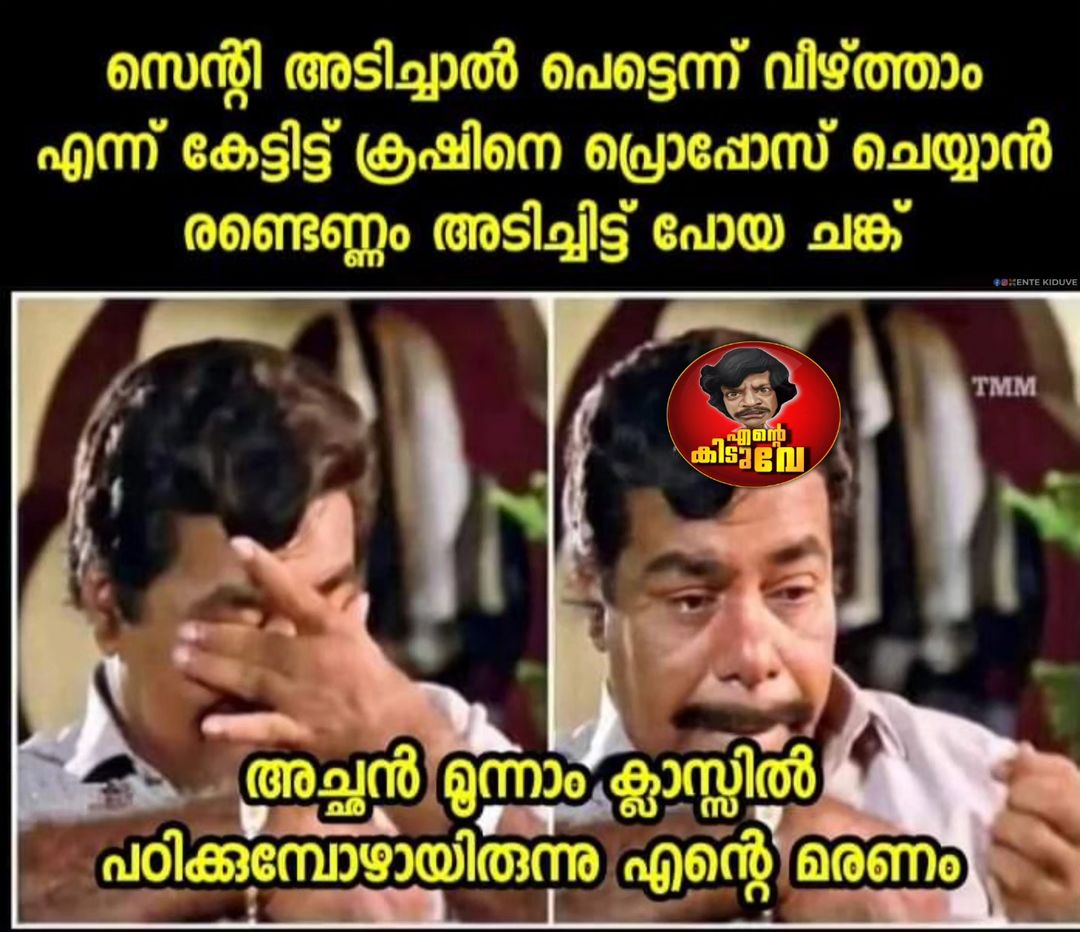 സെന്റി അടിച്ചാൽ പെട്ടെന്ന് വീഴ്ത്താം
എന്ന് കേട്ടിട്ട് ക്രഷിനെ പ്രൊപ്പോസ് ചെയ്യാൻ
രണ്ടെണ്ണം അടിച്ചിട്ട് പോയ ചങ്ക്
ENTE KIDUVE
TMM
എന്റെ
കിടുവേ
അച്ഛൻ മൂന്നാം ക്ലാസ്സിൽ
പഠിക്കുമ്പോഴായിരുന്നു എന്റെ മരണം